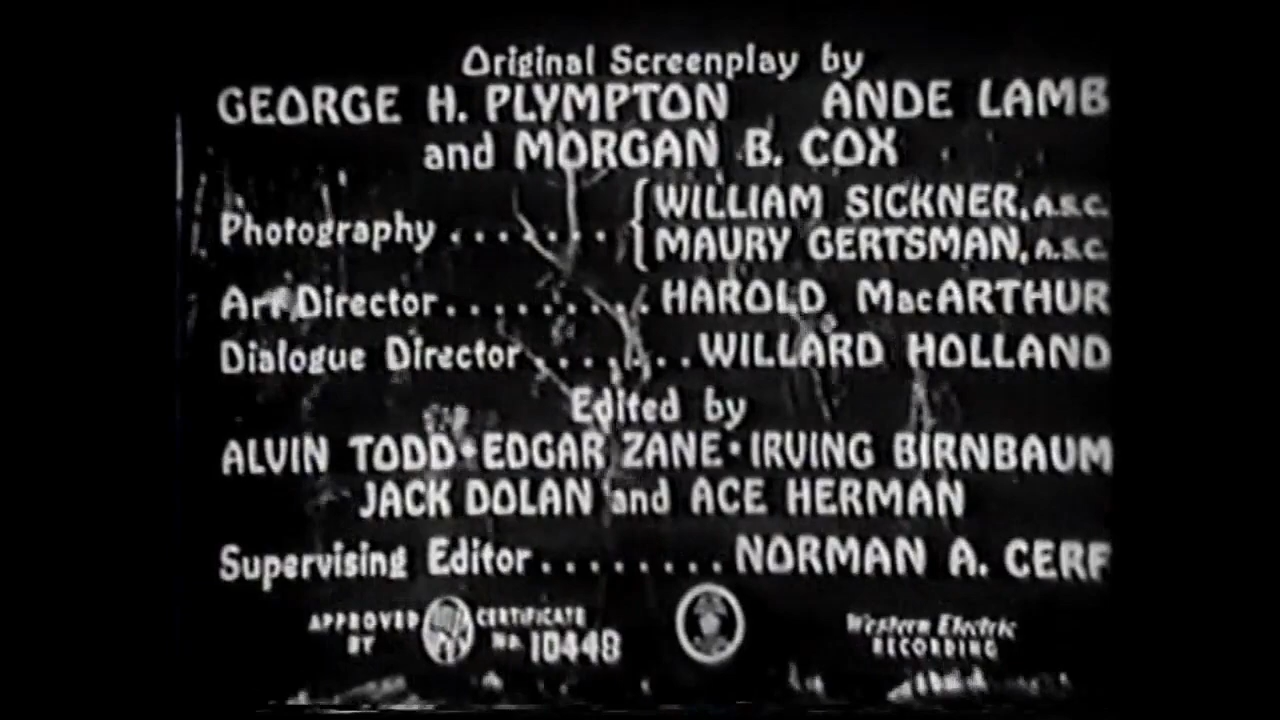 Original Screenplay by
GEORGE H. PLYMPTON ANDE LAMB
and MORGAN B. COX
Photography ....... { WILLIAM SICKNER, A.S.C.
MAURY GERTSMAN, A.S.C.
Art Director.......... HAROLD MacARTHUR
Dialogue Director ....... WILLARD HOLLAND
Edited by
ALVIN TODD • EDGAR ZANE • IRVING BIRNBAUM
JACK DOLAN and ACE HERMAN
Supervising Editor ........ NORMAN A. CERF
APPROVED BY CERTIFICATE No. 10448
Western Electric
RECORDING